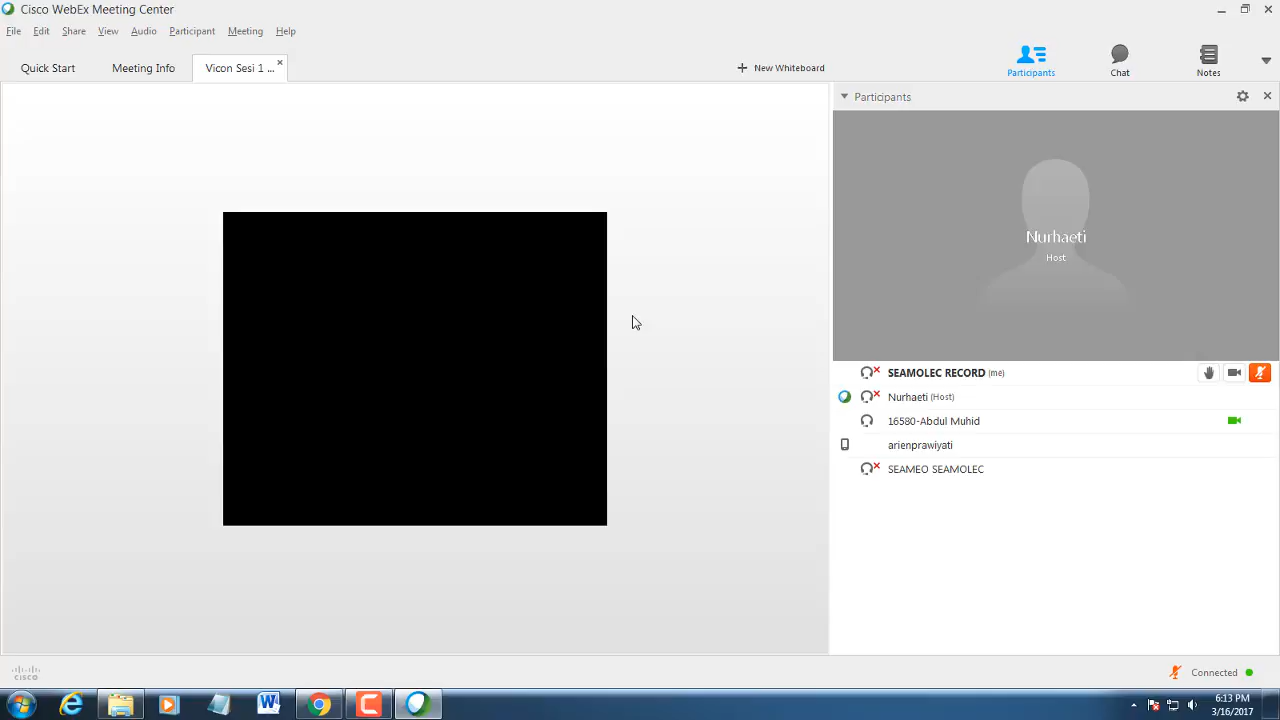 Cisco WebEx Meeting Center
File Edit Share View Audio Participant Meeting Help
Quick Start Meeting Info Vicon Sesi 1 ... New Whiteboard Participants Chat Notes
Participants
Nurhaeti
Host
SEAMOLEC RECORD (me)
Nurhaeti (Host)
16580-Abdul Muhid
arienprawiyati
SEAMEO SEAMOLEC
cisco
Connected
6:13 PM
3/16/2017